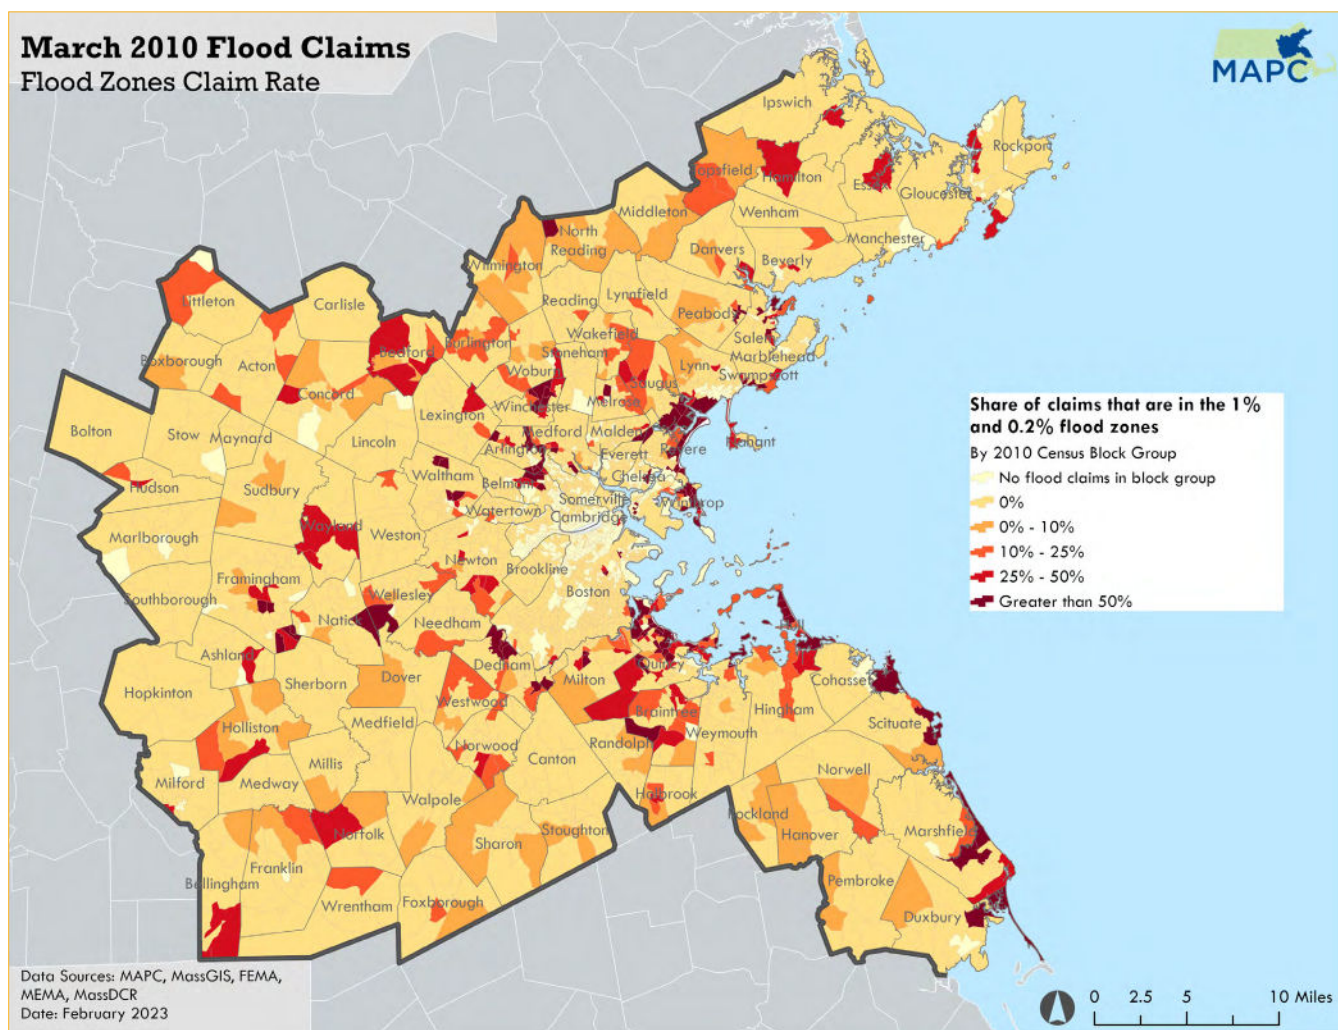 March 2010 Flood Claims
Flood Zones Claim Rate
MAPC
Ipswich
Rockport
Topsfield
Hamilton
Essex
Gloucester
Middleton
Wenham
Manchester
North
Reading
Danvers
Beverly
Wilmington
Reading
Lynnfield
Peabody
Littleton
Carlisle
Burlington
Wakefield
Salem
Bedford
Stoneham
Marblehead
Boxborough
Acton
Woburn
Lynn
Swampscott
Saugus
Concord
Winchester
Melrose
Lexington
Bolton
Stow
Maynard
Lincoln
Medford
Malden
Revere
Nahant
Arlington
Everett
Waltham
Belmont
Chelsea
Hudson
Sudbury
Somerville
Winthrop
Watertown
Cambridge
Wayland
Weston
Marlborough
Newton
Brookline
Framingham
Boston
Southborough
Wellesley
Natick
Needham
Hull
Ashland
Dedham
Quincy
Hopkinton
Sherborn
Dover
Milton
Cohasset
Westwood
Braintree
Hingham
Scituate
Holliston
Medfield
Weymouth
Norwood
Randolph
Canton
Millis
Norwell
Milford
Medway
Walpole
Holbrook
Norfolk
Stoughton
Rockland
Hanover
Marshfield
Sharon
Franklin
Bellingham
Pembroke
Wrentham
Foxborough
Duxbury
Share of claims that are in the 1%
and 0.2% flood zones
By 2010 Census Block Group
No flood claims in block group
0%
0% - 10%
10% - 25%
25% - 50%
Greater than 50%
Data Sources: MAPC, MassGIS, FEMA,
MEMA, MassDCR
Date: February 2023
0 2.5 5 10 Miles